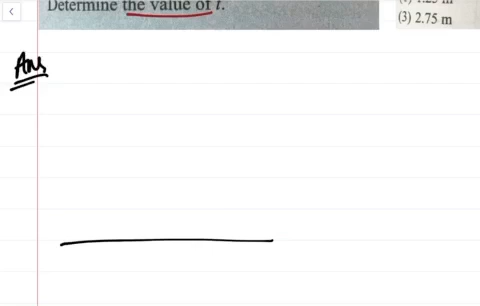 Determine the value of t.
(3) 2.75 m
Ans